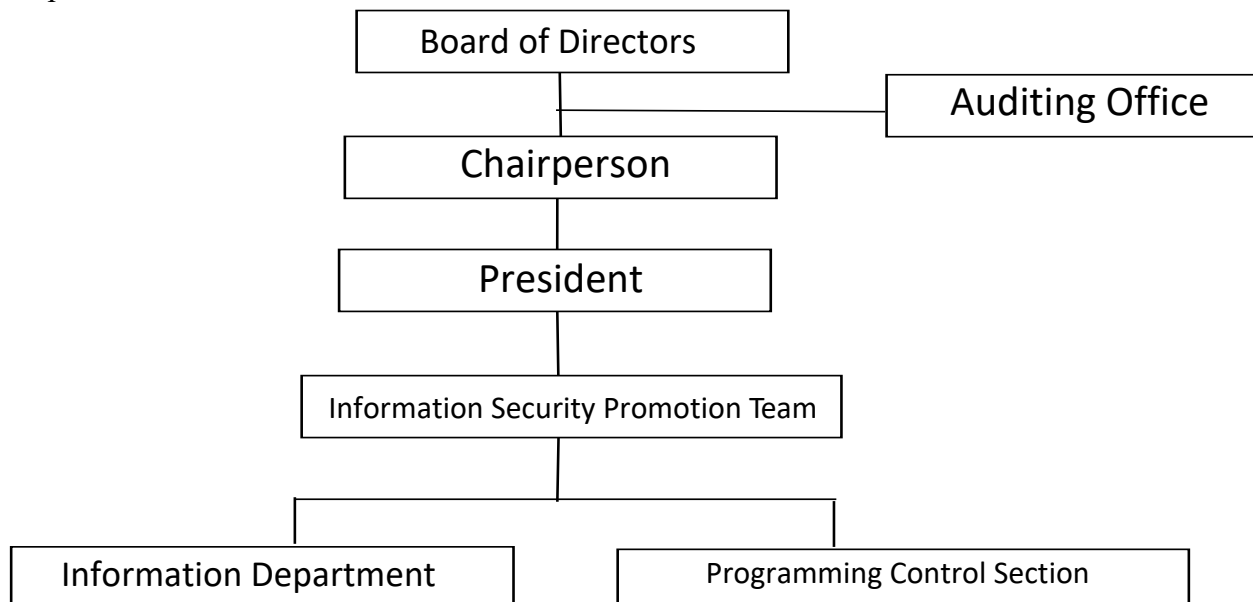 Board of Directors
Auditing Office
Chairperson
President
Information Security Promotion Team
Information Department
Programming Control Section